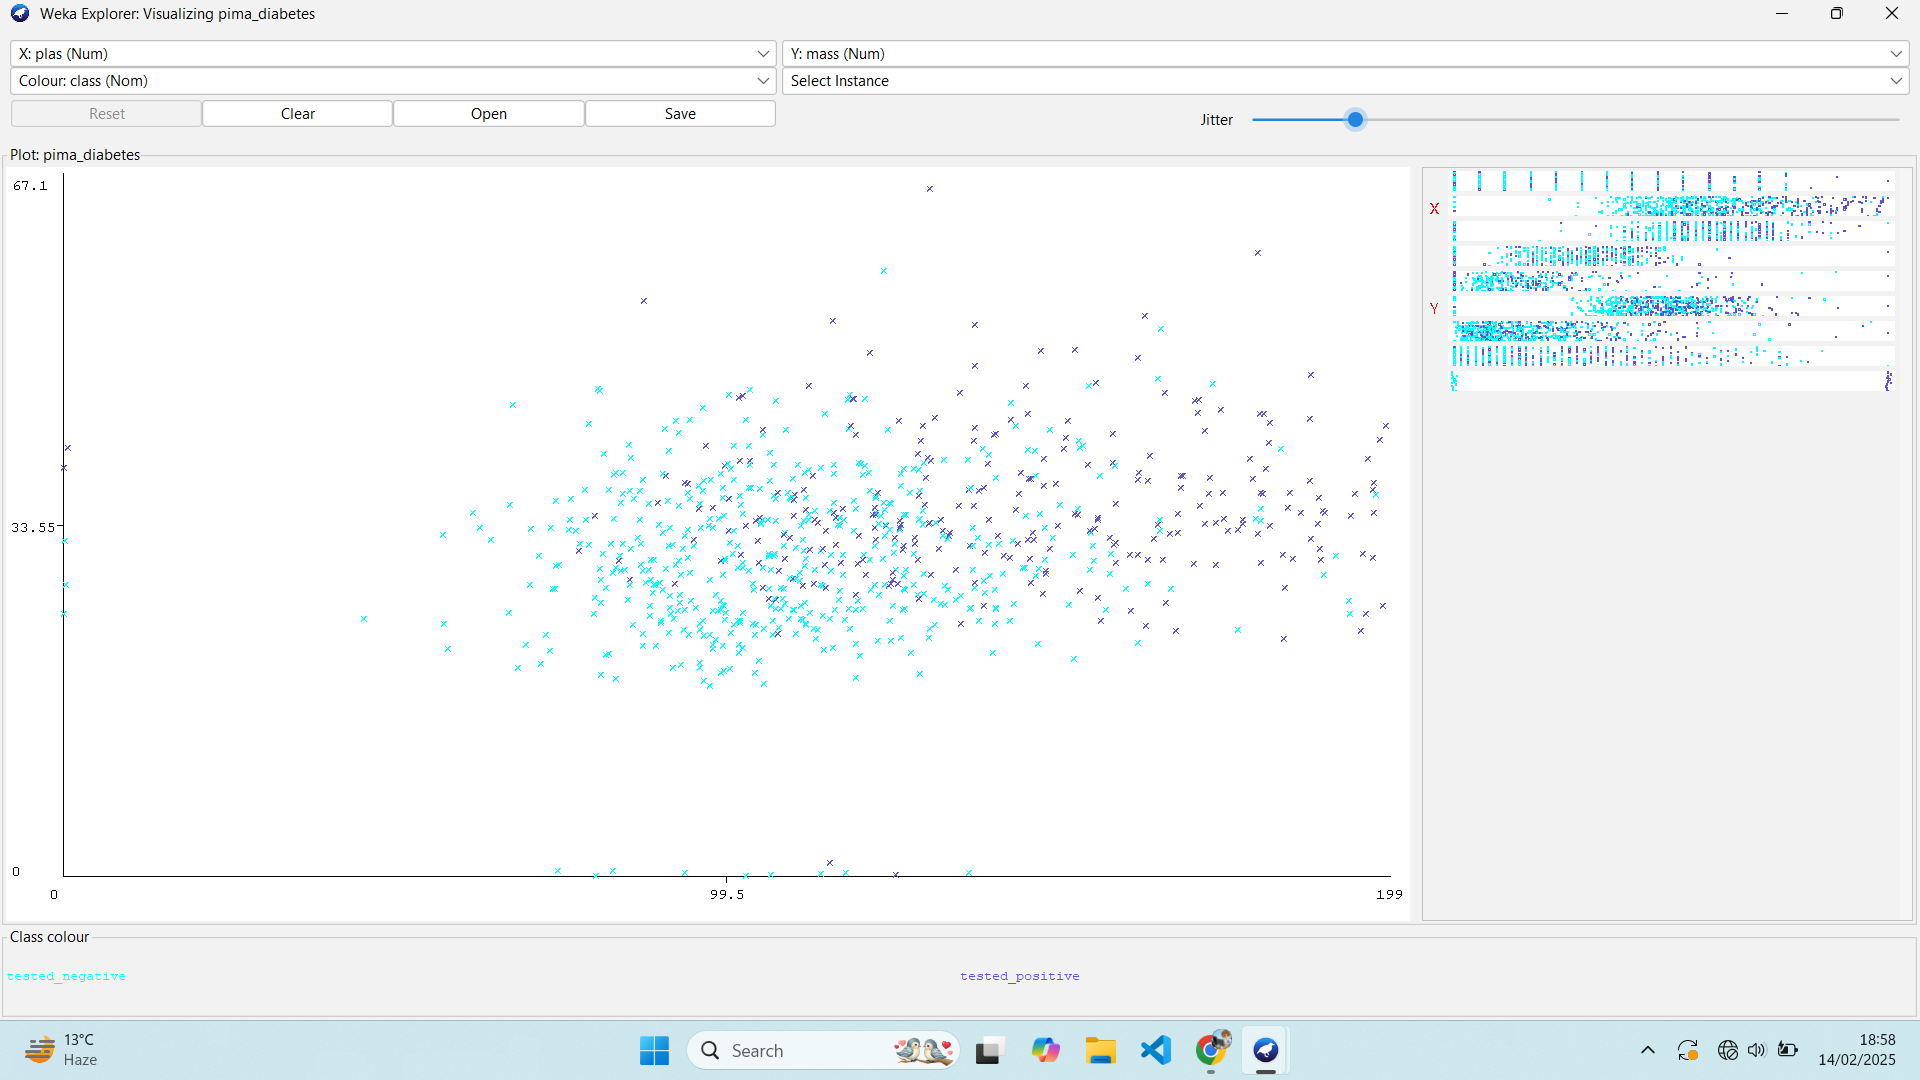 Weka Explorer: Visualizing pima_diabetes
X: plas (Num)
Y: mass (Num)
Colour: class (Nom)
Select Instance
Reset
Clear
Open
Save
Jitter
Plot: pima_diabetes
67.1
33.55
0
0
99.5
199
X
Y
Class colour
tested_negative
tested_positive
13°C
Haze
Search
18:58
14/02/2025